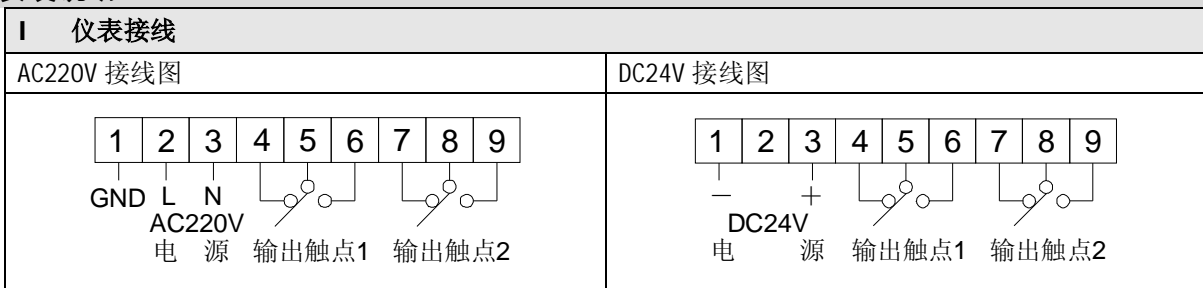 I 仪表接线
AC220V 接线图
DC24V 接线图
1 2 3 4 5 6 7 8 9
GND L N
AC220V
电 源 输出触点1 输出触点2
1 2 3 4 5 6 7 8 9
— +
DC24V
电 源 输出触点1 输出触点2